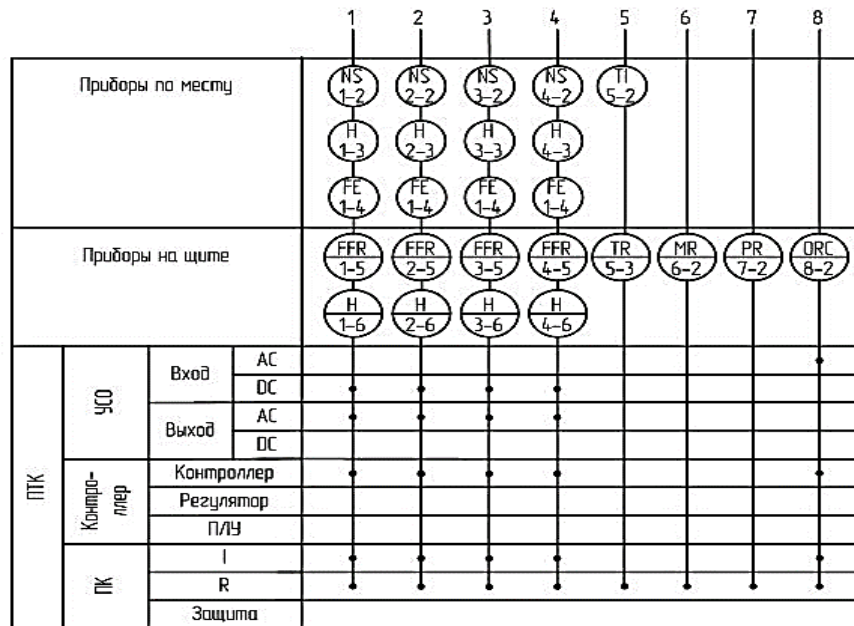 1 2 3 4 5 6 7 8
Приборы по месту
NS NS NS NS TI
1-2 2-2 3-2 4-2 5-2
H H H H
1-3 2-3 3-3 4-3
FE FE FE FE
1-4 1-4 1-4 1-4
Приборы на щите
FFR FFR FFR FFR TR MR PR QRC
1-5 2-5 3-5 4-5 5-3 6-2 7-2 8-2
H H H H
1-6 2-6 3-6 4-6
ПТК
УСО
Вход
AC
DC
Выход
AC
DC
Контро-
ллер
Контроллер
Регулятор
ПЛУ
ПК
I
R
Защита